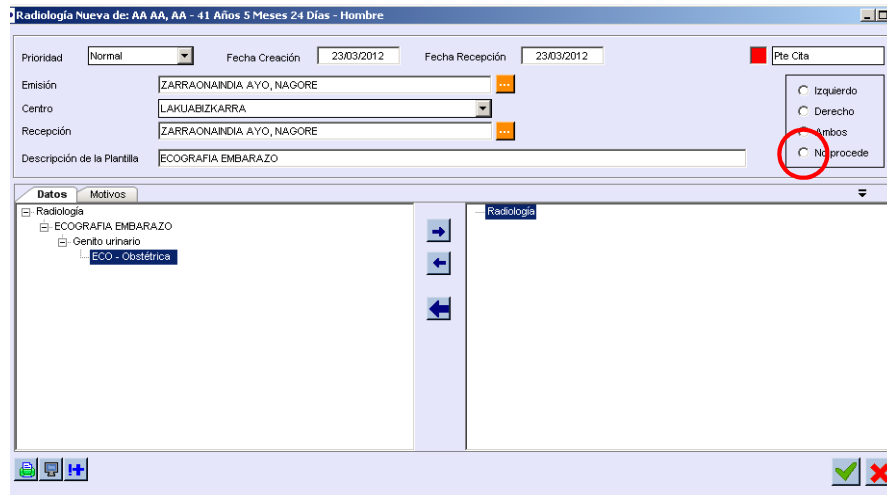 Radiología Nueva de: AA AA, AA - 41 Años 5 Meses 24 Días - Hombre
Prioridad Normal Fecha Creación 23/03/2012 Fecha Recepción 23/03/2012 Pte Cita
Emisión ZARRAONAINDIA AYO, NAGORE ...
Izquierdo
Centro LAKUABIZKARRA
Derecho
Recepción ZARRAONAINDIA AYO, NAGORE ...
Ambos
Descripción de la Plantilla ECOGRAFIA EMBARAZO
No procede
Datos Motivos
Radiología
ECOGRAFIA EMBARAZO
Genito urinario
ECO - Obstétrica
Radiología